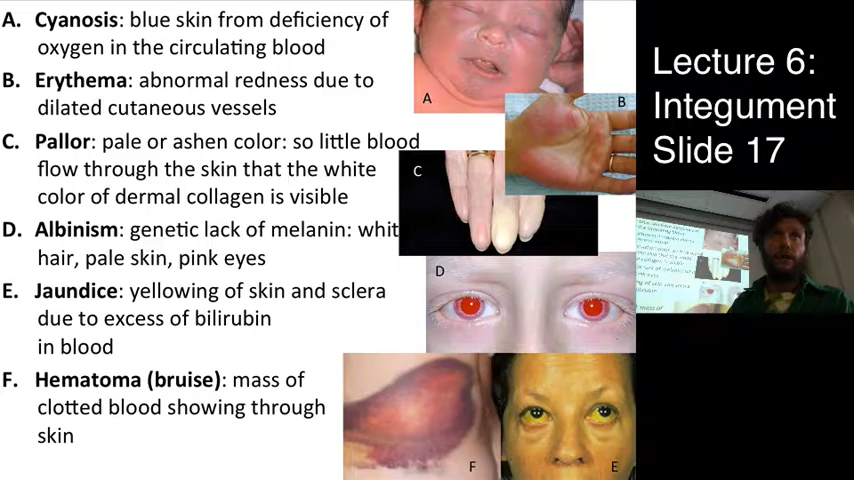 A. Cyanosis: blue skin from deficiency of
oxygen in the circulating blood
B. Erythema: abnormal redness due to
dilated cutaneous vessels
C. Pallor: pale or ashen color: so little blood
flow through the skin that the white
color of dermal collagen is visible
D. Albinism: genetic lack of melanin: whit
hair, pale skin, pink eyes
E. Jaundice: yellowing of skin and sclera
due to excess of bilirubin
in blood
F. Hematoma (bruise): mass of
clotted blood showing through
skin
A
B
C
D
F
E
Lecture 6:
Integument
Slide 17